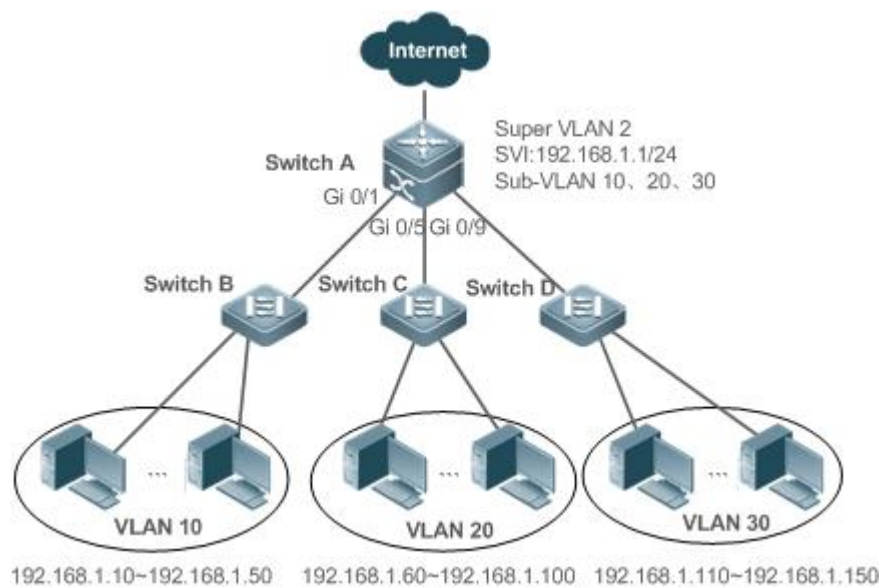 Internet
Super VLAN 2
SVI:192.168.1.1/24
Sub-VLAN 10、20、30
Switch A
Gi 0/1
Gi 0/5
Gi 0/9
Switch B
Switch C
Switch D
...
...
...
VLAN 10
VLAN 20
VLAN 30
192.168.1.10~192.168.1.50
192.168.1.60~192.168.1.100
192.168.1.110~192.168.1.150